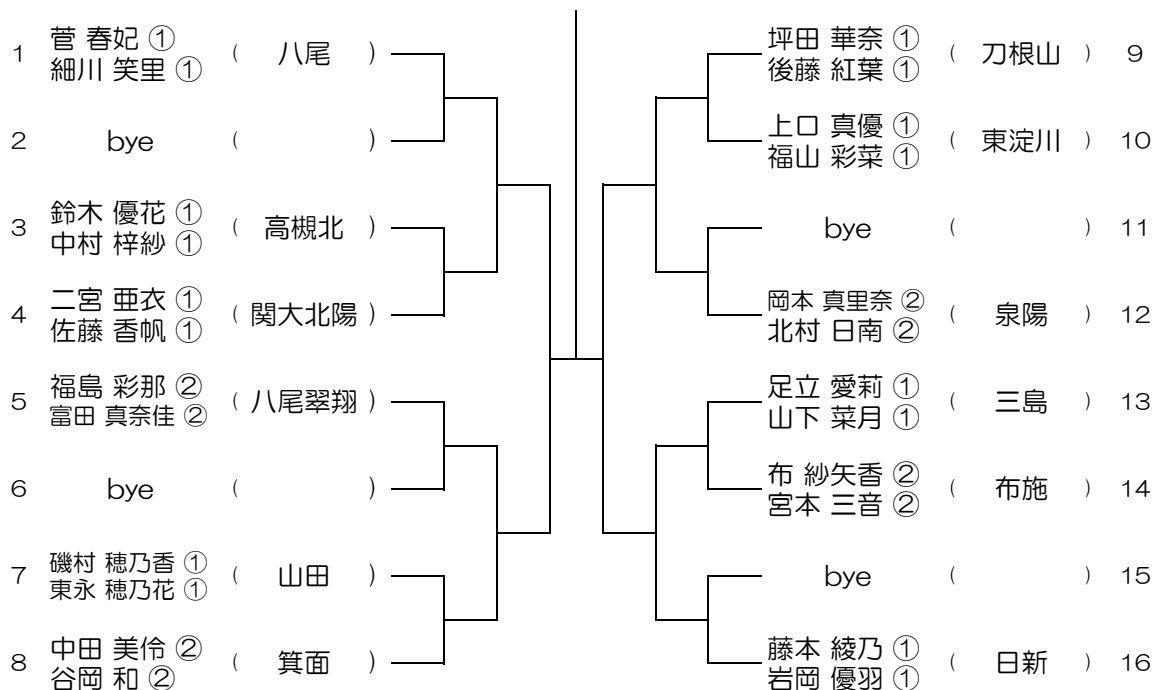 1 菅 春妃 ① ( 八尾 )
細川 笑里 ①
2 bye ( )
3 鈴木 優花 ① ( 高槻北 )
中村 梓紗 ①
4 二宮 亜衣 ① ( 関大北陽 )
佐藤 香帆 ①
5 福島 彩那 ② ( 八尾翠翔 )
富田 真奈佳 ②
6 bye ( )
7 磯村 穂乃香 ① ( 山田 )
東永 穂乃花 ①
8 中田 美伶 ② ( 箕面 )
谷岡 和 ②
坪田 華奈 ① ( 刀根山 ) 9
後藤 紅葉 ①
上口 真優 ① ( 東淀川 ) 10
福山 彩菜 ①
bye ( ) 11
岡本 真里奈 ② ( 泉陽 ) 12
北村 日南 ②
足立 愛莉 ① ( 三島 ) 13
山下 菜月 ①
布 紗矢香 ② ( 布施 ) 14
宮本 三音 ②
bye ( ) 15
藤本 綾乃 ① ( 日新 ) 16
岩岡 優羽 ①